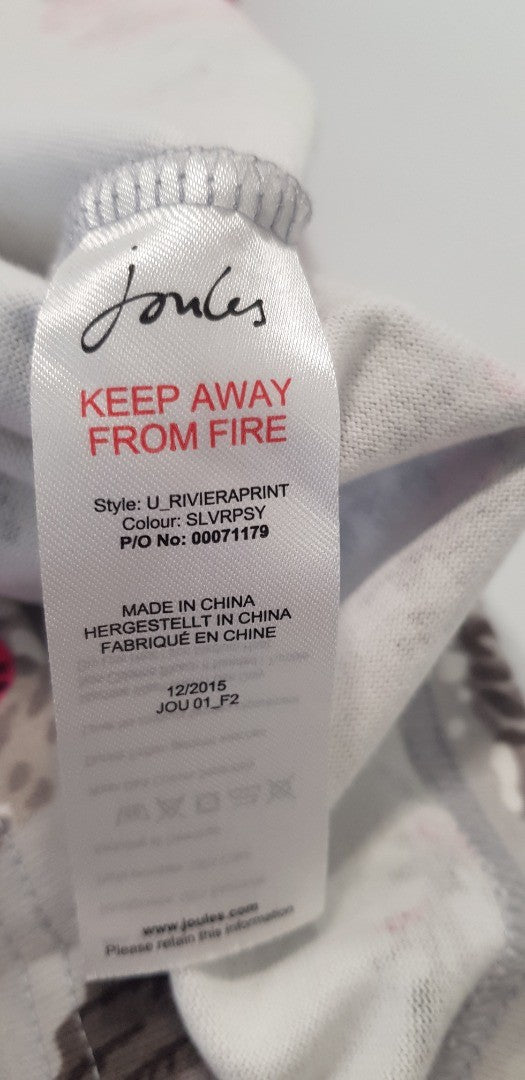 joules
KEEP AWAY
FROM FIRE
Style: U_RIVIERAPRINT
Colour: SLVRPSY
P/O No: 00071179
MADE IN CHINA
HERGESTELLT IN CHINA
FABRIQUÉ EN CHINE
12/2015
JOU 01_F2
www.joules.com
Please retain this information